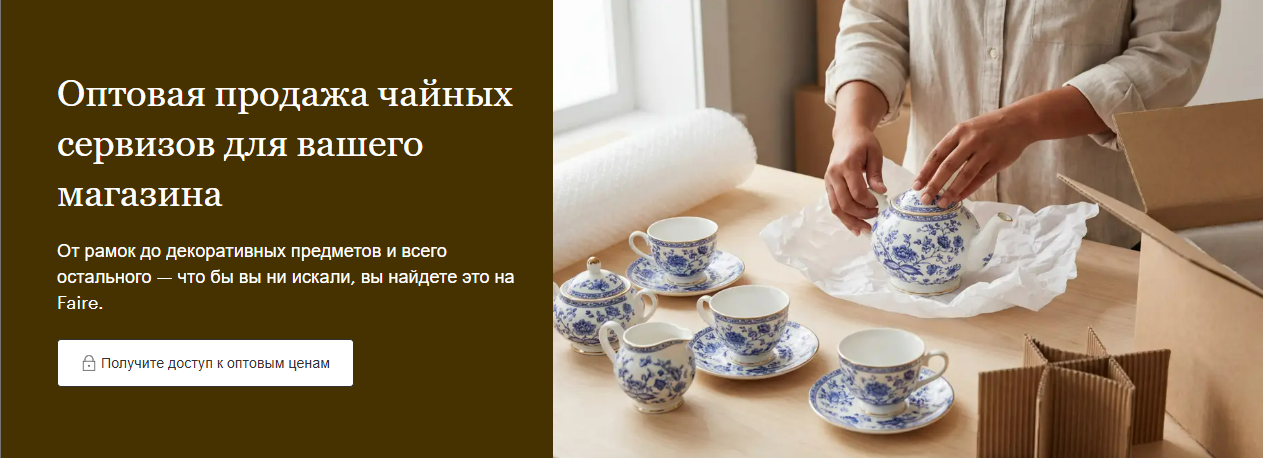 Оптовая продажа чайных
сервизов для вашего
магазина
От рамок до декоративных предметов и всего
остального — что бы вы ни искали, вы найдете это на
Faire.
Получите доступ к оптовым ценам